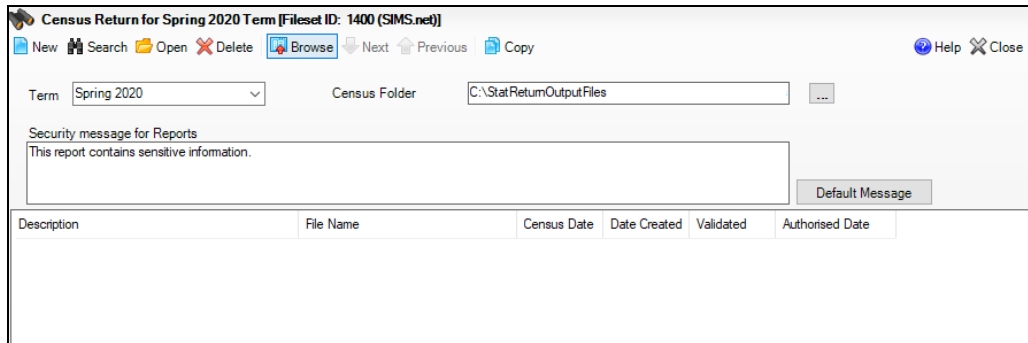 Census Return for Spring 2020 Term [Fileset ID: 1400 (SIMS.net)]
New Search Open Delete Browse Next Previous Copy Help Close
Term Spring 2020 Census Folder C:\StatReturnOutputFiles ...
Security message for Reports
This report contains sensitive information.
Default Message
Description File Name Census Date Date Created Validated Authorised Date